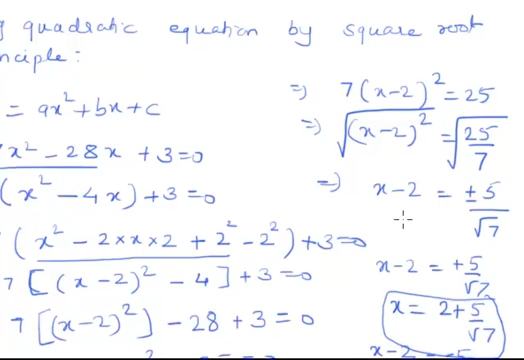 quadratic equation by square root
nciple:
= ax² + bx + c
x² - 28x + 3 = 0
(x² - 4x) + 3 = 0
(x² - 2 × x × 2 + 2² - 2²) + 3 = 0
7 [(x - 2)² - 4] + 3 = 0
7 [(x - 2)²] - 28 + 3 = 0
⇒ 7(x - 2)² = 25
⇒ √(x - 2)² = √25/7
⇒ x - 2 = ± 5/√7
x - 2 = + 5/√7
x = 2 + 5/√7